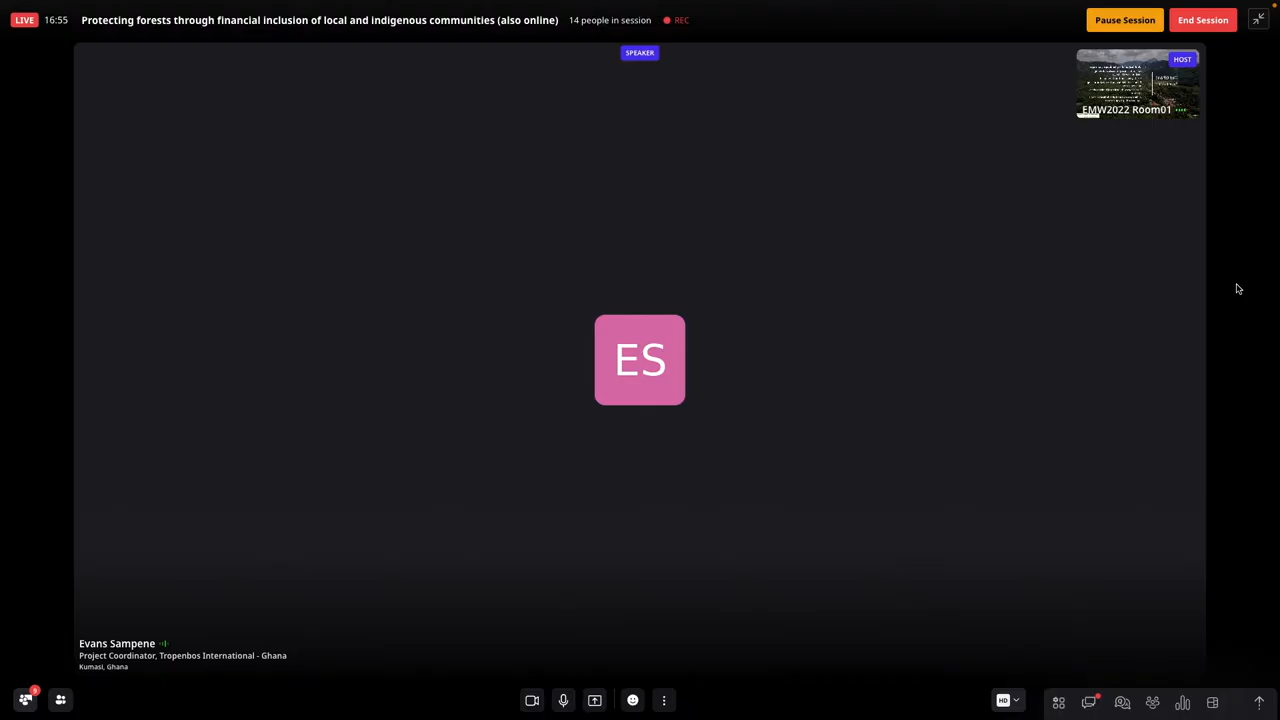 LIVE 16:55 Protecting forests through financial inclusion of local and indigenous communities (also online) 14 people in session REC Pause Session End Session
SPEAKER
HOST
EMW2022 Room01
ES
Evans Sampene
Project Coordinator, Tropenbos International - Ghana
Kumasi, Ghana
9
HD